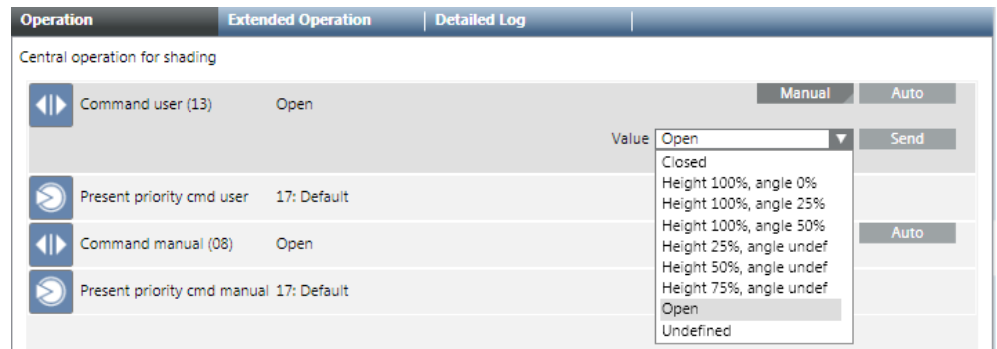 Operation Extended Operation Detailed Log
Central operation for shading
Command user (13) Open Manual Auto
Value Open Send
Closed
Height 100%, angle 0%
Present priority cmd user 17: Default
Height 100%, angle 25%
Height 100%, angle 50%
Command manual (08) Open Auto
Height 25%, angle undef
Height 50%, angle undef
Height 75%, angle undef
Present priority cmd manual 17: Default
Open
Undefined